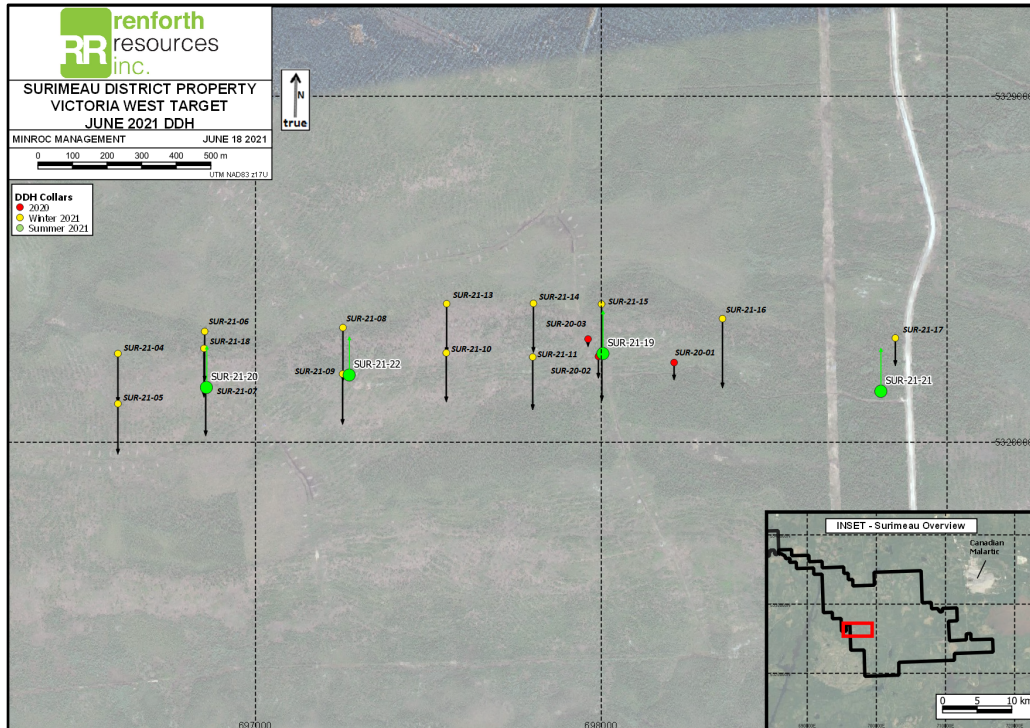 renforth
resources
inc.
RR
SURIMEAU DISTRICT PROPERTY
VICTORIA WEST TARGET
JUNE 2021 DDH
MINROC MANAGEMENT JUNE 18 2021
0 100 200 300 400 500 m
UTM NAD83 z17U
N
true
DDH Collars
2020
Winter 2021
Summer 2021
SUR-21-13
SUR-21-14
SUR-21-15
SUR-21-16
SUR-21-06
SUR-21-08
SUR-20-03
SUR-21-17
SUR-21-04
SUR-21-18
SUR-21-10
SUR-21-11
SUR-21-19
SUR-20-01
SUR-20-02
SUR-21-09
SUR-21-22
SUR-21-20
SUR-21-21
SUR-21-05
697000
698000
INSET - Surimeau Overview
Canadian
Malartic
0 5 10 km